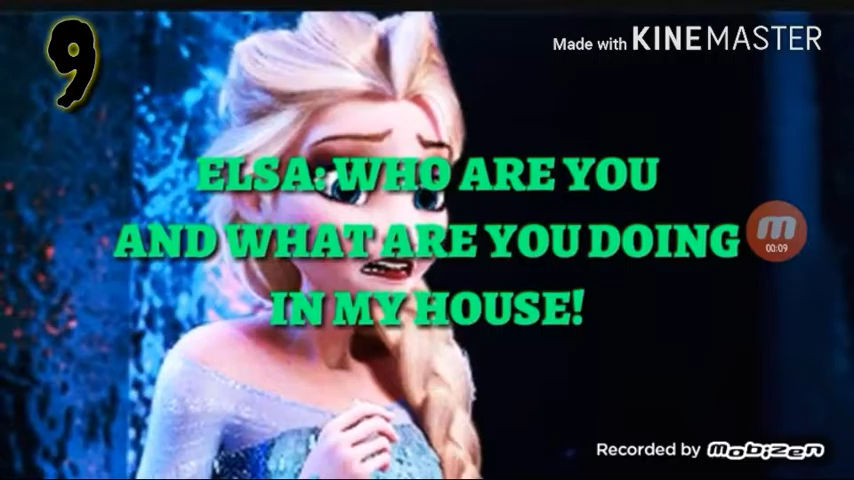 9
Made with KINEMASTER
ELSA: WHO ARE YOU
AND WHAT ARE YOU DOING
00:09
IN MY HOUSE!
Recorded by mobizen